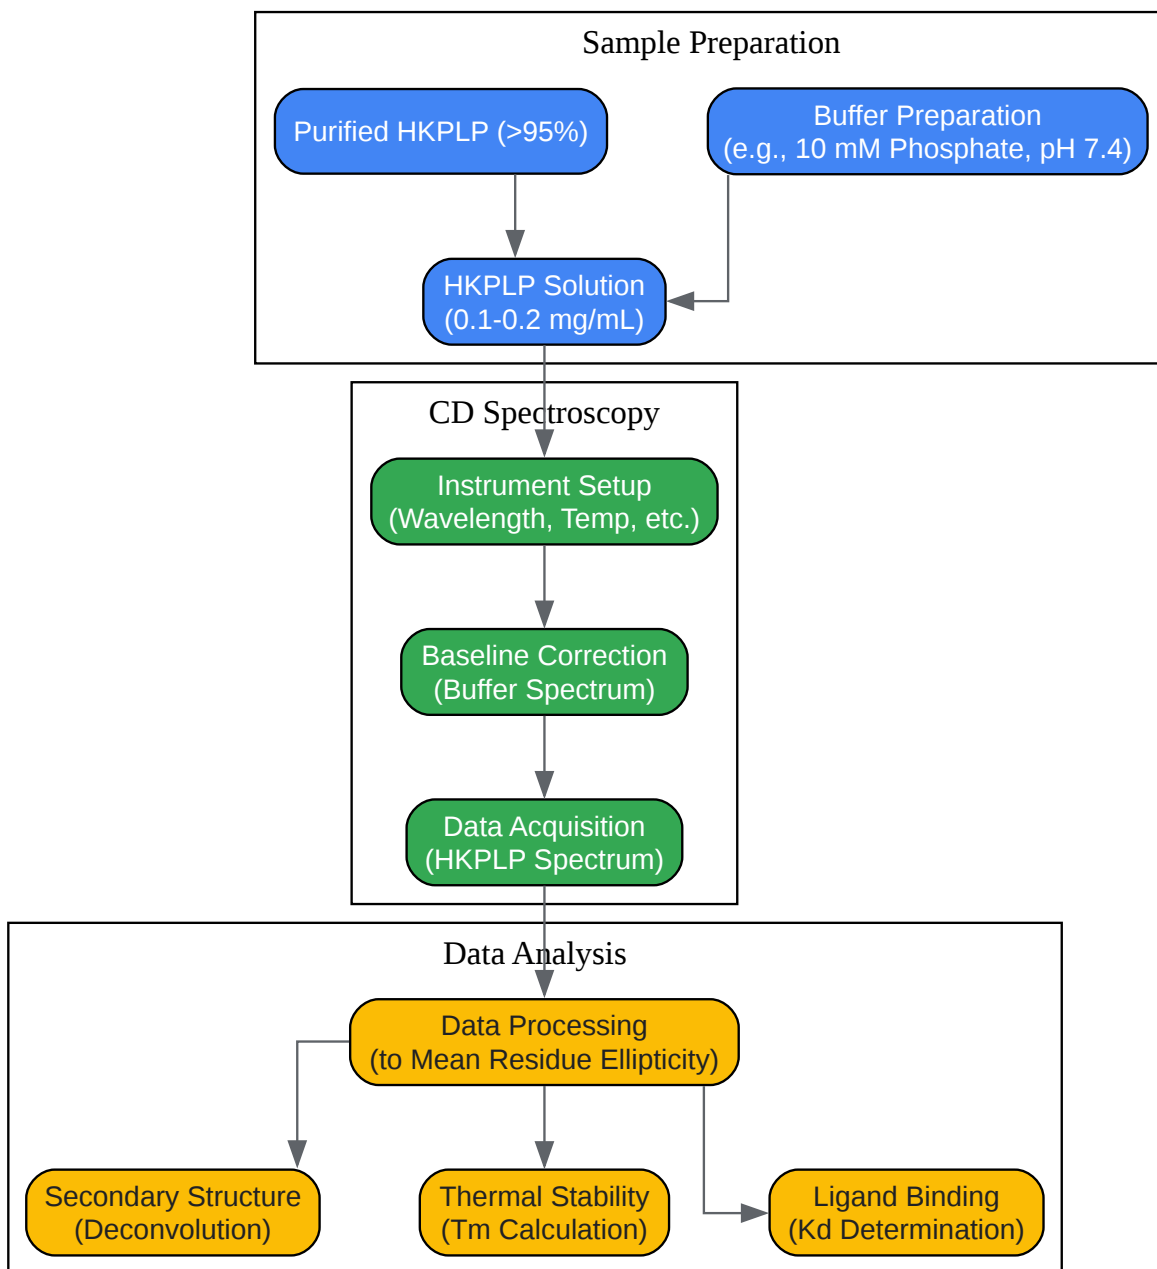 Sample Preparation
Purified HKPLP (>95%)
Buffer Preparation
(e.g., 10 mM Phosphate, pH 7.4)
HKPLP Solution
(0.1-0.2 mg/mL)
CD Spectroscopy
Instrument Setup
(Wavelength, Temp, etc.)
Baseline Correction
(Buffer Spectrum)
Data Acquisition
(HKPLP Spectrum)
Data Analysis
Data Processing
(to Mean Residue Ellipticity)
Secondary Structure
(Deconvolution)
Thermal Stability
(Tm Calculation)
Ligand Binding
(Kd Determination)